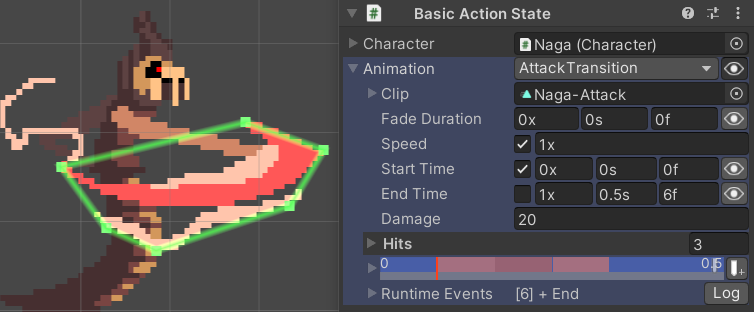 Basic Action State
Character Naga (Character)
Animation AttackTransition
Clip Naga-Attack
Fade Duration 0x 0s 0f
Speed 1x
Start Time 0x 0s 0f
End Time 1x 0.5s 6f
Damage 20
Hits 3
0 0.5
Runtime Events [6] + End Log